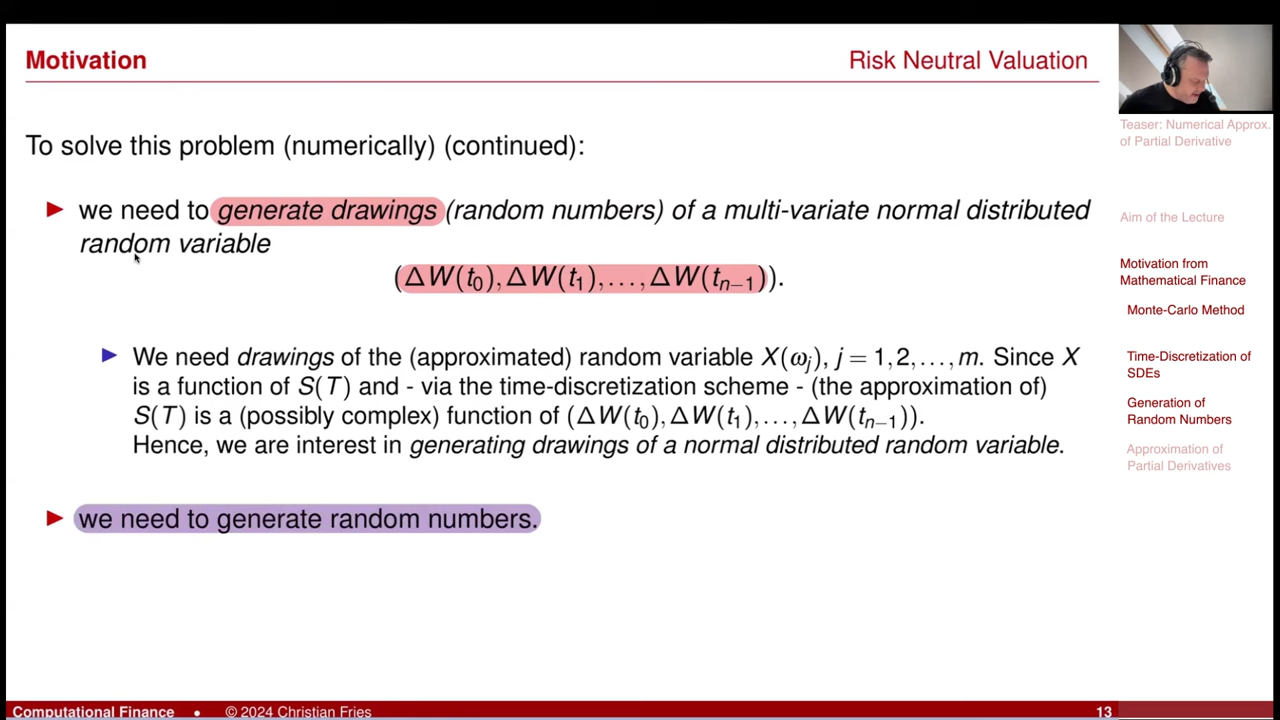 Motivation
Risk Neutral Valuation
To solve this problem (numerically) (continued):
▶ we need to generate drawings (random numbers) of a multi-variate normal distributed
random variable
(ΔW(t₀), ΔW(t₁), . . . , ΔW(tₙ₋₁)).
▶ We need drawings of the (approximated) random variable X(ωⱼ), j = 1, 2, . . . , m. Since X
is a function of S(T) and - via the time-discretization scheme - (the approximation of)
S(T) is a (possibly complex) function of (ΔW(t₀), ΔW(t₁), . . . , ΔW(tₙ₋₁)).
Hence, we are interest in generating drawings of a normal distributed random variable.
▶ we need to generate random numbers.
Teaser: Numerical Approx.
of Partial Derivative
Aim of the Lecture
Motivation from
Mathematical Finance
Monte-Carlo Method
Time-Discretization of
SDEs
Generation of
Random Numbers
Approximation of
Partial Derivatives
Computational Finance • © 2024 Christian Fries
13